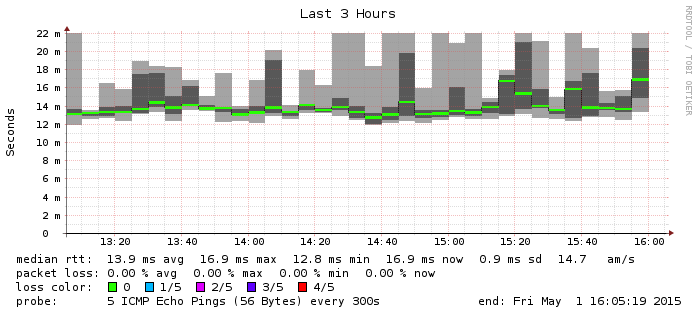 Last 3 Hours
RRDTOOL / TOBI OETIKER
Seconds
22 m
20 m
18 m
16 m
14 m
12 m
10 m
8 m
6 m
4 m
2 m
0
13:20 13:40 14:00 14:20 14:40 15:00 15:20 15:40 16:00
median rtt: 13.9 ms avg 16.9 ms max 12.8 ms min 16.9 ms now 0.9 ms sd 14.7 am/s
packet loss: 0.00 % avg 0.00 % max 0.00 % min 0.00 % now
loss color: 0 1/5 2/5 3/5 4/5
probe: 5 ICMP Echo Pings (56 Bytes) every 300s end: Fri May 1 16:05:19 2015